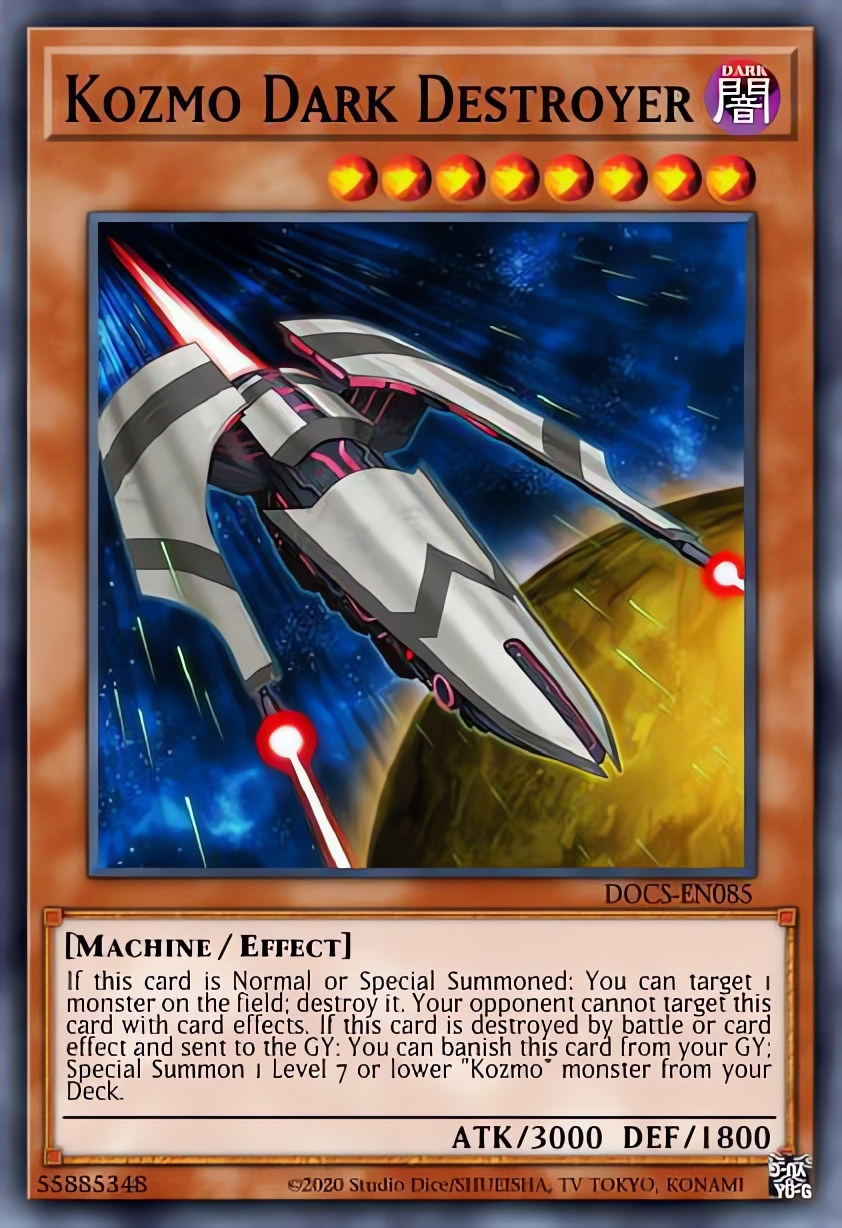 KOZMO DARK DESTROYER
DARK
闇
DOCS-EN085
[MACHINE / EFFECT]
If this card is Normal or Special Summoned: You can target 1
monster on the field; destroy it. Your opponent cannot target this
card with card effects. If this card is destroyed by battle or card
effect and sent to the GY: You can banish this card from your GY;
Special Summon 1 Level 7 or lower "Kozmo" monster from your
Deck.
ATK/3000 DEF/1800
55885348
©2020 Studio Dice/SHUEISHA, TV TOKYO, KONAMI